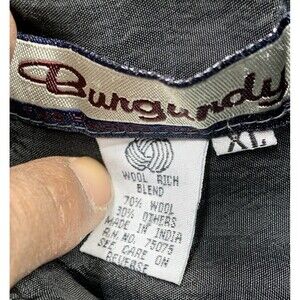 Burgundy
XL
WOOL RICH
BLEND
70% WOOL
30% OTHERS
MADE IN INDIA
R.N. NO. 75075
SEE CARE ON
REVERSE